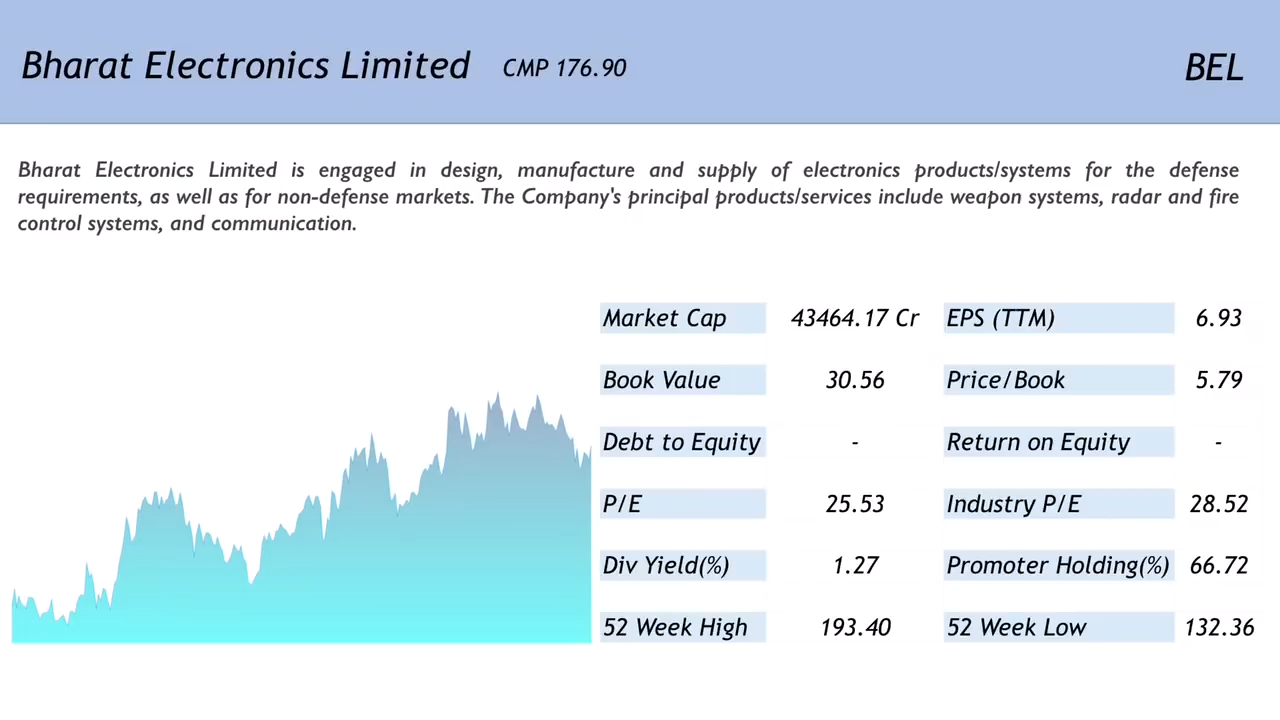 Bharat Electronics Limited CMP 176.90 BEL
Bharat Electronics Limited is engaged in design, manufacture and supply of electronics products/systems for the defense
requirements, as well as for non-defense markets. The Company's principal products/services include weapon systems, radar and fire
control systems, and communication.
Market Cap 43464.17 Cr EPS (TTM) 6.93
Book Value 30.56 Price/Book 5.79
Debt to Equity - Return on Equity -
P/E 25.53 Industry P/E 28.52
Div Yield(%) 1.27 Promoter Holding(%) 66.72
52 Week High 193.40 52 Week Low 132.36